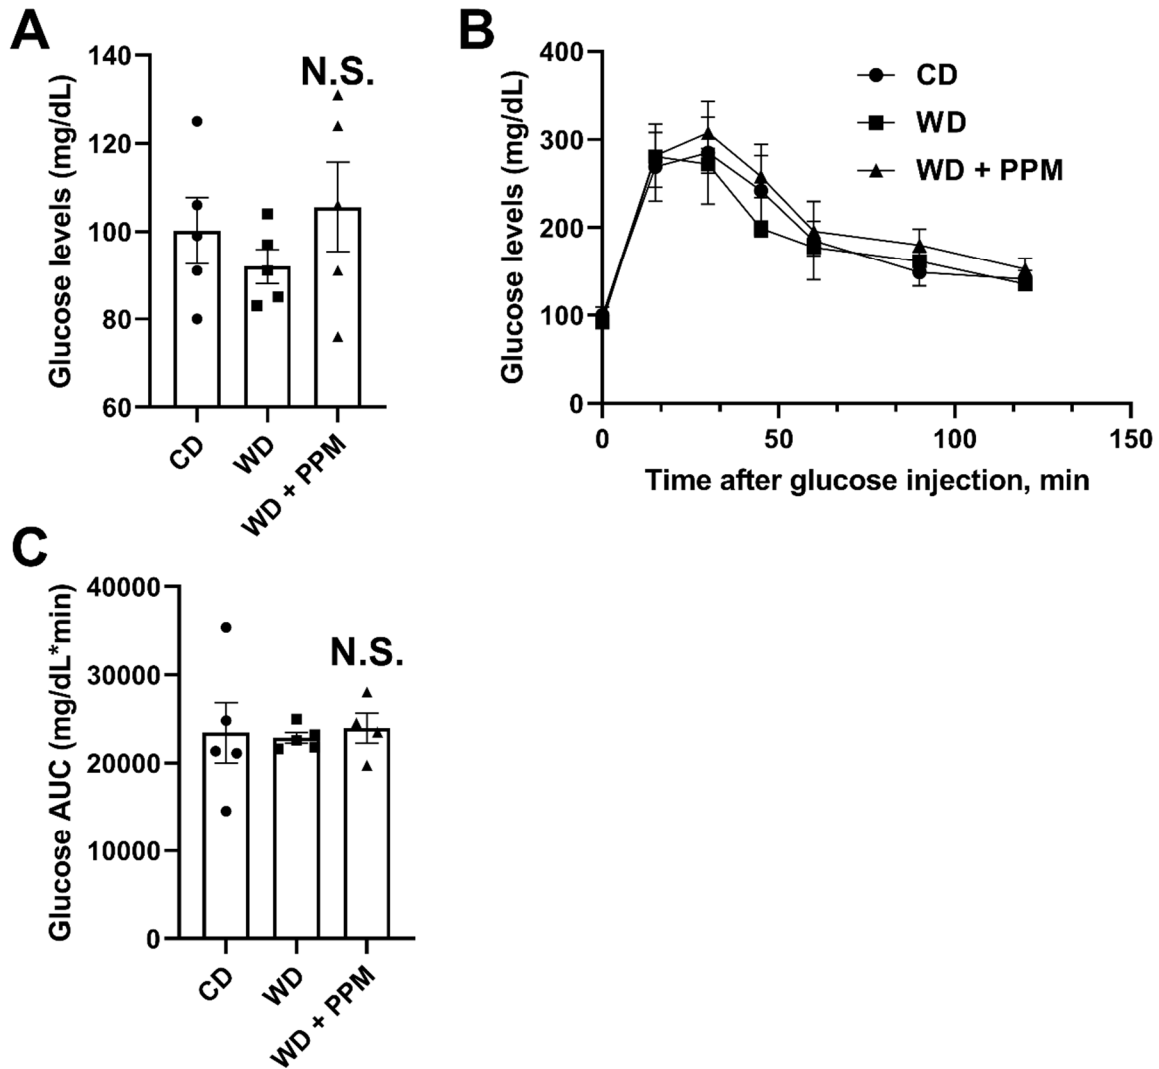 A
Glucose levels (mg/dL)
140
120
100
80
60
N.S.
CD
WD
WD + PPM
B
Glucose levels (mg/dL)
400
300
200
100
0
CD
WD
WD + PPM
0
50
100
150
Time after glucose injection, min
C
Glucose AUC (mg/dL*min)
40000
30000
20000
10000
0
N.S.
CD
WD
WD + PPM